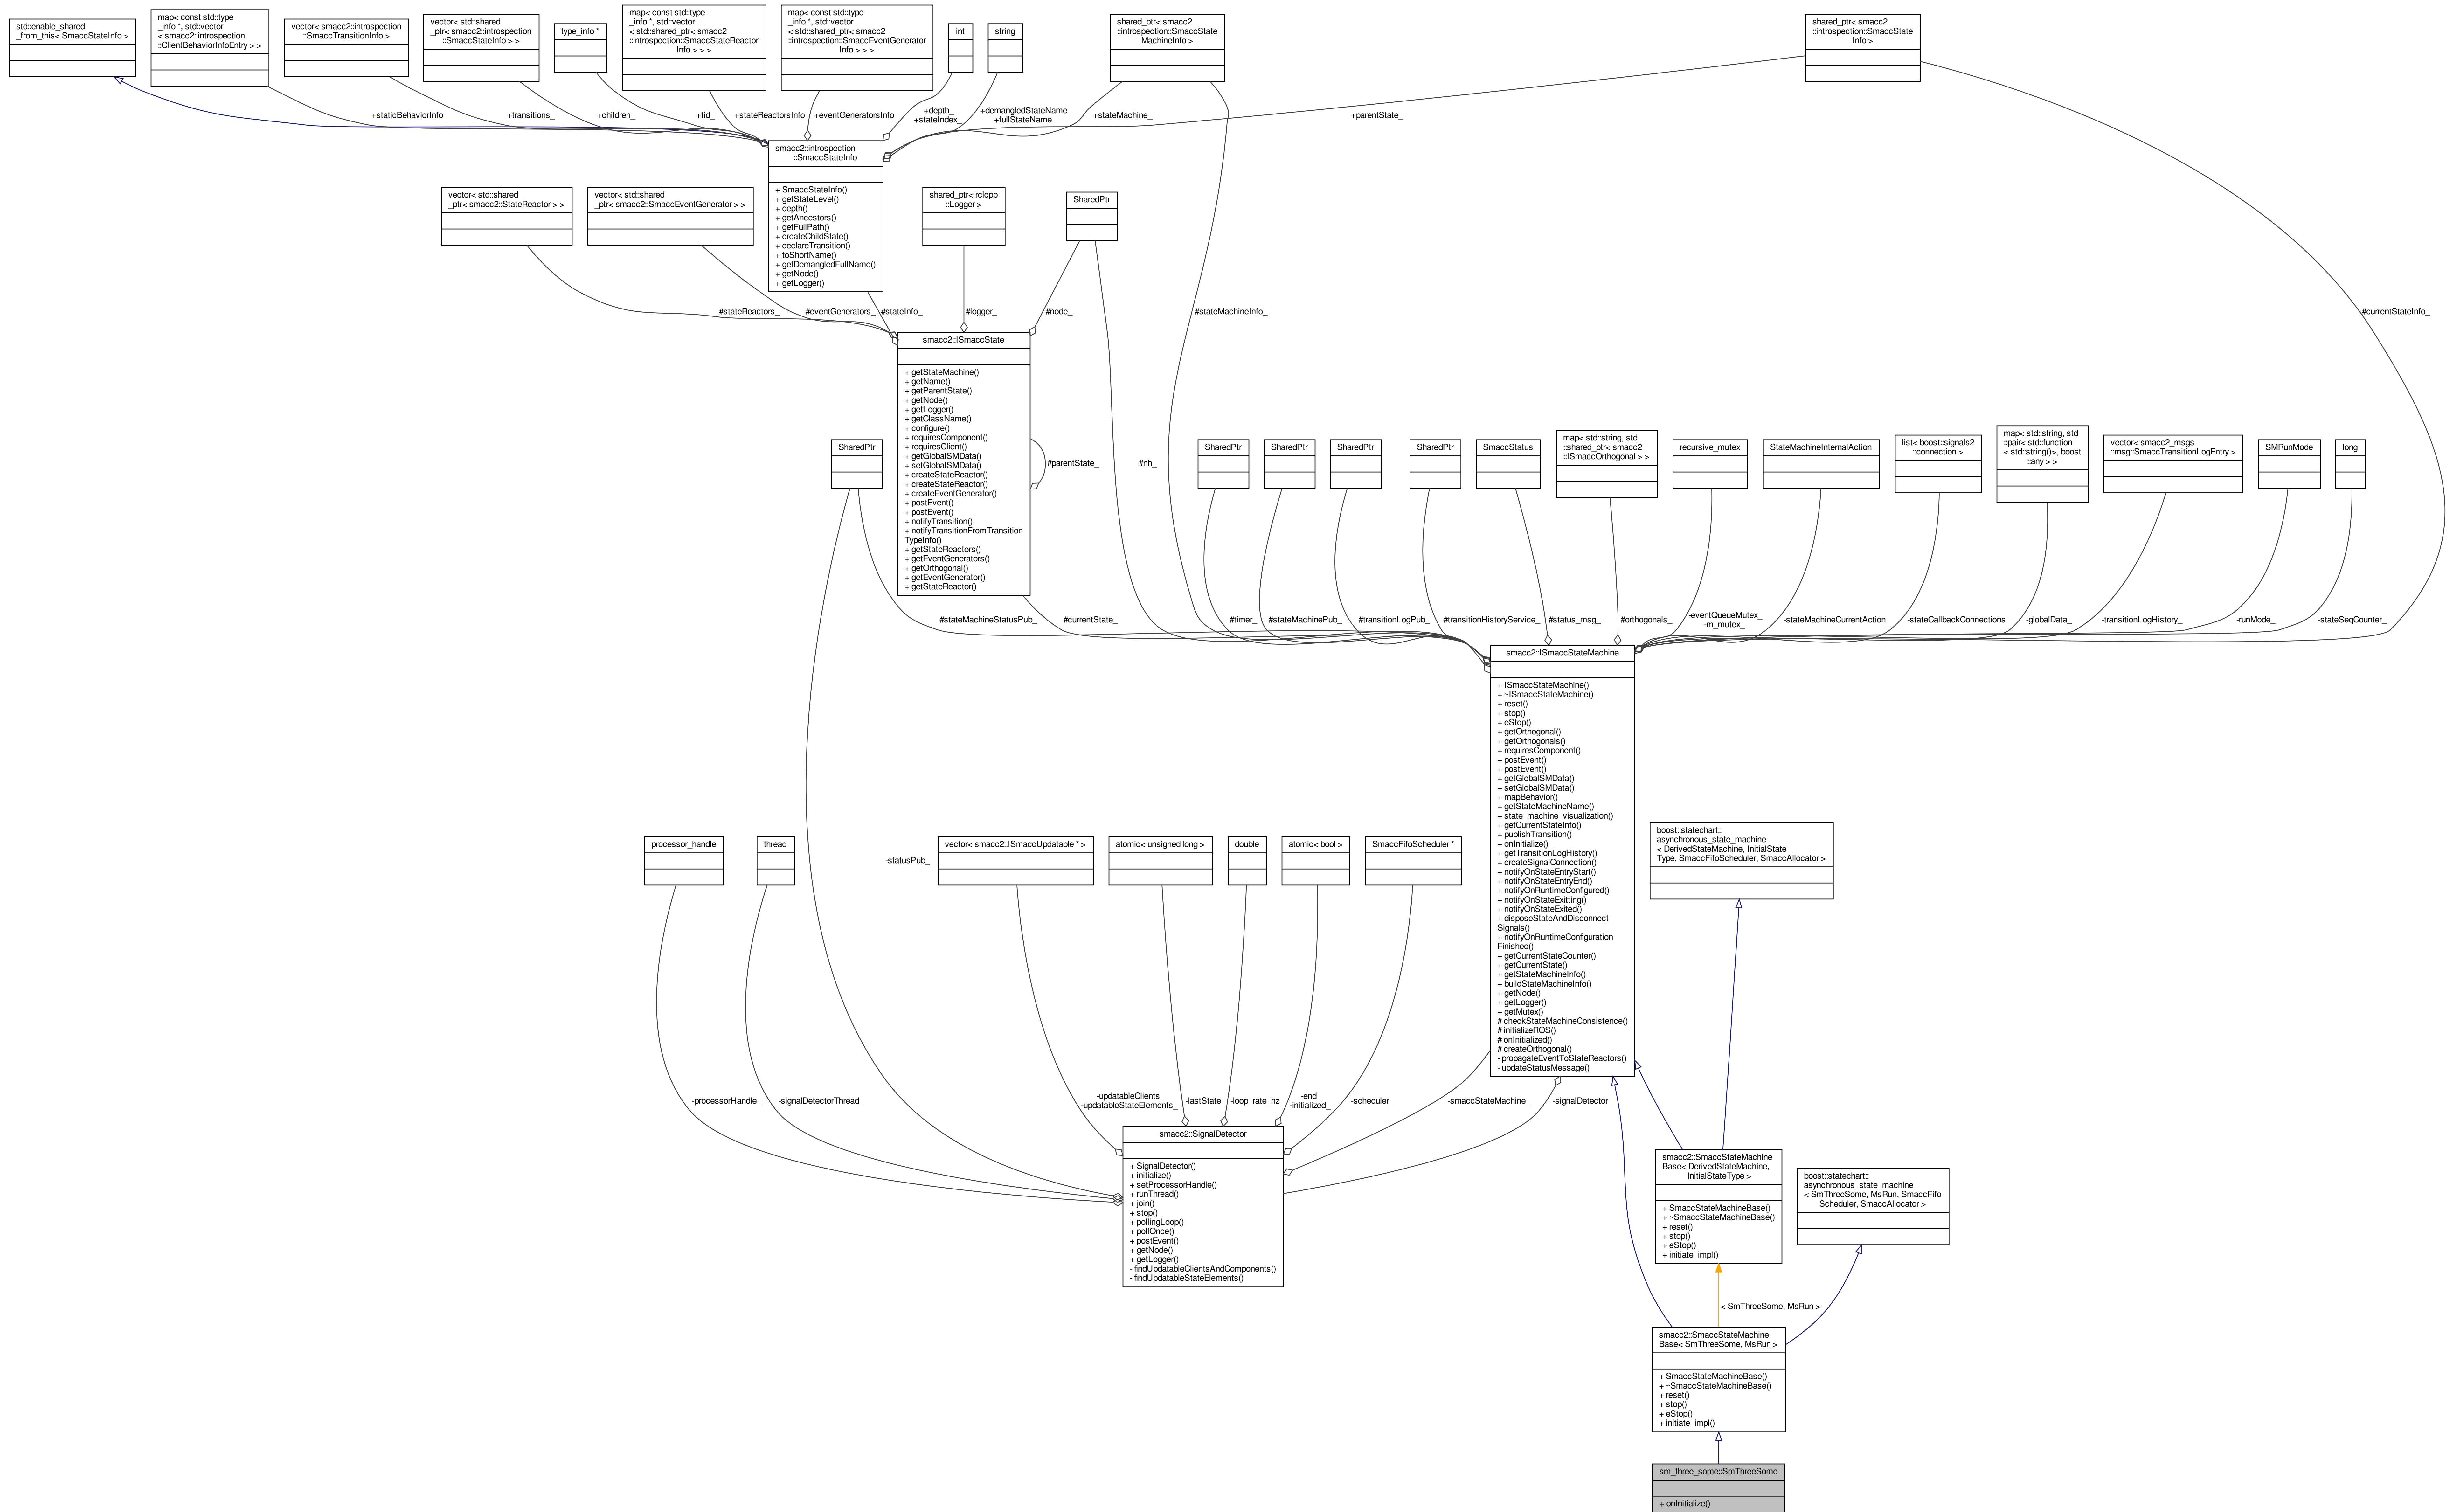 std::enable_shared
_from_this< SmaccStateInfo >
map< const std::type
_info *, std::vector
< smacc2::introspection
::ClientBehaviorInfoEntry > >
vector< smacc2::introspection
::SmaccTransitionInfo >
vector< std::shared
_ptr< smacc2::introspection
::SmaccStateInfo > >
type_info *
map< const std::type
_info *, std::vector
< std::shared_ptr< smacc2
::introspection::SmaccStateReactor
Info > > >
map< const std::type
_info *, std::vector
< std::shared_ptr< smacc2
::introspection::SmaccEventGenerator
Info > > >
int
string
shared_ptr< smacc2
::introspection::SmaccState
MachineInfo >
shared_ptr< smacc2
::introspection::SmaccState
Info >
+staticBehaviorInfo
+transitions_
+children_
+tid_
+stateReactorsInfo
+eventGeneratorsInfo
+depth_
+stateIndex_
+demangledStateName
+fullStateName
+stateMachine_
+parentState_
smacc2::introspection
::SmaccStateInfo
+ SmaccStateInfo()
+ getStateLevel()
+ depth()
+ getAncestors()
+ getFullPath()
+ createChildState()
+ declareTransition()
+ toShortName()
+ getDemangledFullName()
+ getNode()
+ getLogger()
vector< std::shared
_ptr< smacc2::StateReactor > >
vector< std::shared
_ptr< smacc2::SmaccEventGenerator > >
shared_ptr< rclcpp
::Logger >
SharedPtr
#stateReactors_
#eventGenerators_
#stateInfo_
#logger_
#node_
#stateMachineInfo_
#currentStateInfo_
smacc2::ISmaccState
+ getStateMachine()
+ getName()
+ getParentState()
+ getNode()
+ getLogger()
+ getClassName()
+ configure()
+ requiresComponent()
+ requiresClient()
+ getGlobalSMData()
+ setGlobalSMData()
+ createStateReactor()
+ createStateReactor()
+ createEventGenerator()
+ postEvent()
+ postEvent()
+ notifyTransition()
+ notifyTransitionFromTransition
TypeInfo()
+ getStateReactors()
+ getEventGenerators()
+ getOrthogonal()
+ getEventGenerator()
+ getStateReactor()
#parentState_
#nh_
SharedPtr
SharedPtr
SharedPtr
SharedPtr
SharedPtr
SmaccStatus
map< std::string, std
::shared_ptr< smacc2
::ISmaccOrthogonal > >
recursive_mutex
StateMachineInternalAction
list< boost::signals2
::connection >
map< std::string, std
::pair< std::function
< std::string()>, boost
::any > >
vector< smacc2_msgs
::msg::SmaccTransitionLogEntry >
SMRunMode
long
#stateMachineStatusPub_
#currentState_
#timer_
#stateMachinePub_
#transitionLogPub_
#transitionHistoryService_
#status_msg_
#orthogonals_
-eventQueueMutex_
-m_mutex_
-stateMachineCurrentAction
-stateCallbackConnections
-globalData_
-transitionLogHistory_
-runMode_
-stateSeqCounter_
smacc2::ISmaccStateMachine
+ ISmaccStateMachine()
+ ~ISmaccStateMachine()
+ reset()
+ stop()
+ eStop()
+ getOrthogonal()
+ getOrthogonals()
+ requiresComponent()
+ postEvent()
+ postEvent()
+ getGlobalSMData()
+ setGlobalSMData()
+ mapBehavior()
+ getStateMachineName()
+ state_machine_visualization()
+ getCurrentStateInfo()
+ publishTransition()
+ onInitialize()
+ getTransitionLogHistory()
+ createSignalConnection()
+ notifyOnStateEntryStart()
+ notifyOnStateEntryEnd()
+ notifyOnRuntimeConfigured()
+ notifyOnStateExitting()
+ notifyOnStateExited()
+ disposeStateAndDisconnect
Signals()
+ notifyOnRuntimeConfiguration
Finished()
+ getCurrentStateCounter()
+ getCurrentState()
+ getStateMachineInfo()
+ buildStateMachineInfo()
+ getNode()
+ getLogger()
+ getMutex()
# checkStateMachineConsistence()
# initializeROS()
# onInitialized()
# createOrthogonal()
- propagateEventToStateReactors()
- updateStatusMessage()
processor_handle
thread
-statusPub_
vector< smacc2::ISmaccUpdatable * >
atomic< unsigned long >
double
atomic< bool >
SmaccFifoScheduler *
boost::statechart::
asynchronous_state_machine
< DerivedStateMachine, InitialState
Type, SmaccFifoScheduler, SmaccAllocator >
-processorHandle_
-signalDetectorThread_
-updatableClients_
-updatableStateElements_
-lastState_
-loop_rate_hz
-end_
-initialized_
-scheduler_
-smaccStateMachine_
-signalDetector_
smacc2::SignalDetector
+ SignalDetector()
+ initialize()
+ setProcessorHandle()
+ runThread()
+ join()
+ stop()
+ pollingLoop()
+ pollOnce()
+ postEvent()
+ getNode()
+ getLogger()
- findUpdatableClientsAndComponents()
- findUpdatableStateElements()
smacc2::SmaccStateMachine
Base< DerivedStateMachine,
InitialStateType >
+ SmaccStateMachineBase()
+ ~SmaccStateMachineBase()
+ reset()
+ stop()
+ eStop()
+ initiate_impl()
boost::statechart::
asynchronous_state_machine
< SmThreeSome, MsRun, SmaccFifo
Scheduler, SmaccAllocator >
< SmThreeSome, MsRun >
smacc2::SmaccStateMachine
Base< SmThreeSome, MsRun >
+ SmaccStateMachineBase()
+ ~SmaccStateMachineBase()
+ reset()
+ stop()
+ eStop()
+ initiate_impl()
sm_three_some::SmThreeSome
+ onInitialize()